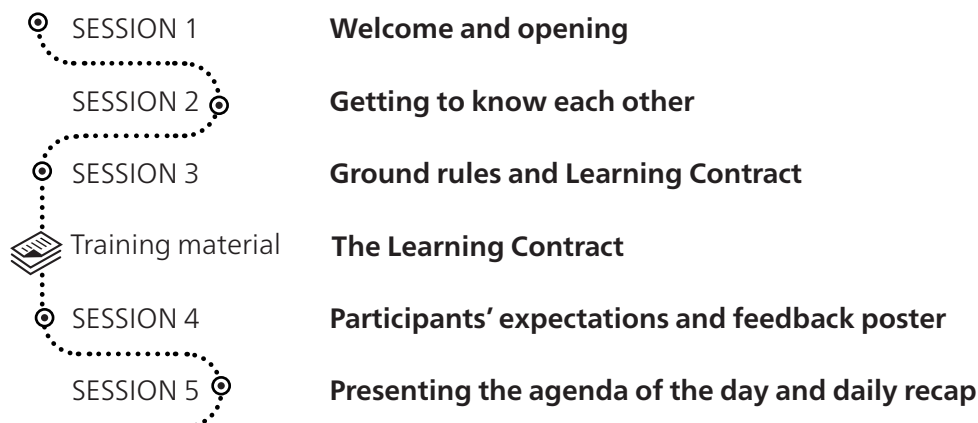 SESSION 1 Welcome and opening
SESSION 2 Getting to know each other
SESSION 3 Ground rules and Learning Contract
Training material The Learning Contract
SESSION 4 Participants’ expectations and feedback poster
SESSION 5 Presenting the agenda of the day and daily recap